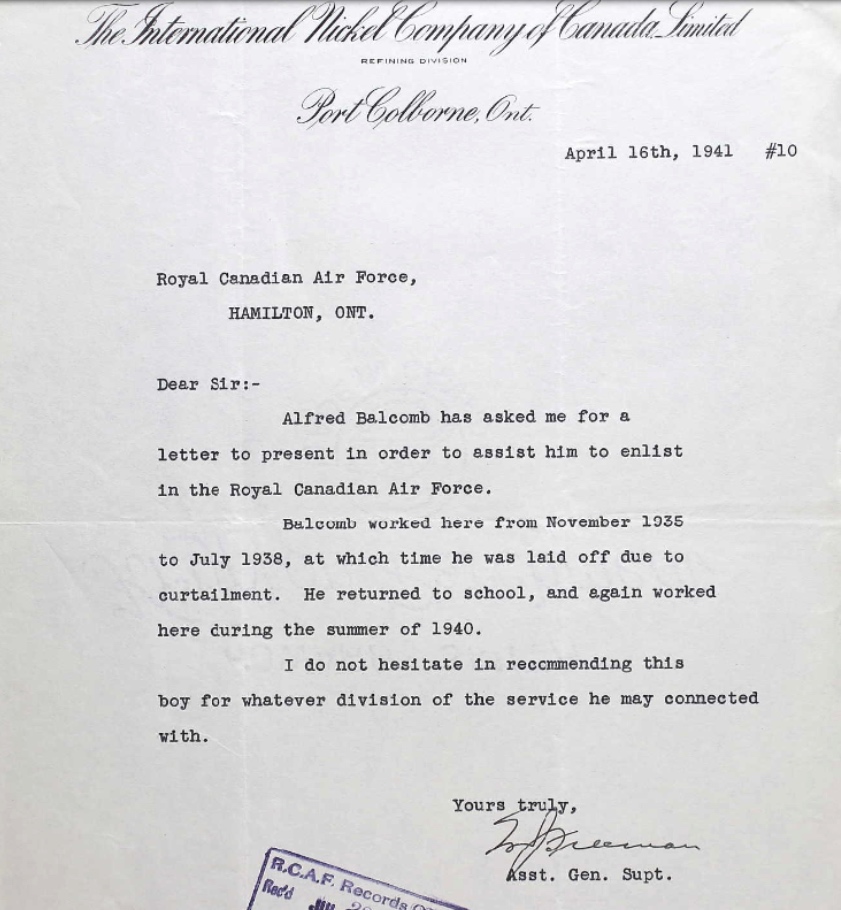 The International Nickel Company of Canada, Limited
REFINING DIVISION
Port Colborne, Ont.
April 16th, 1941 #10
Royal Canadian Air Force,
HAMILTON, ONT.
Dear Sir:-
Alfred Balcomb has asked me for a
letter to present in order to assist him to enlist
in the Royal Canadian Air Force.
Balcomb worked here from November 1935
to July 1938, at which time he was laid off due to
curtailment. He returned to school, and again worked
here during the summer of 1940.
I do not hesitate in reccmmending this
boy for whatever division of the service he may connected
with.
Yours truly,
Freeman
Asst. Gen. Supt.
R.C.A.F. Records
Rec'd